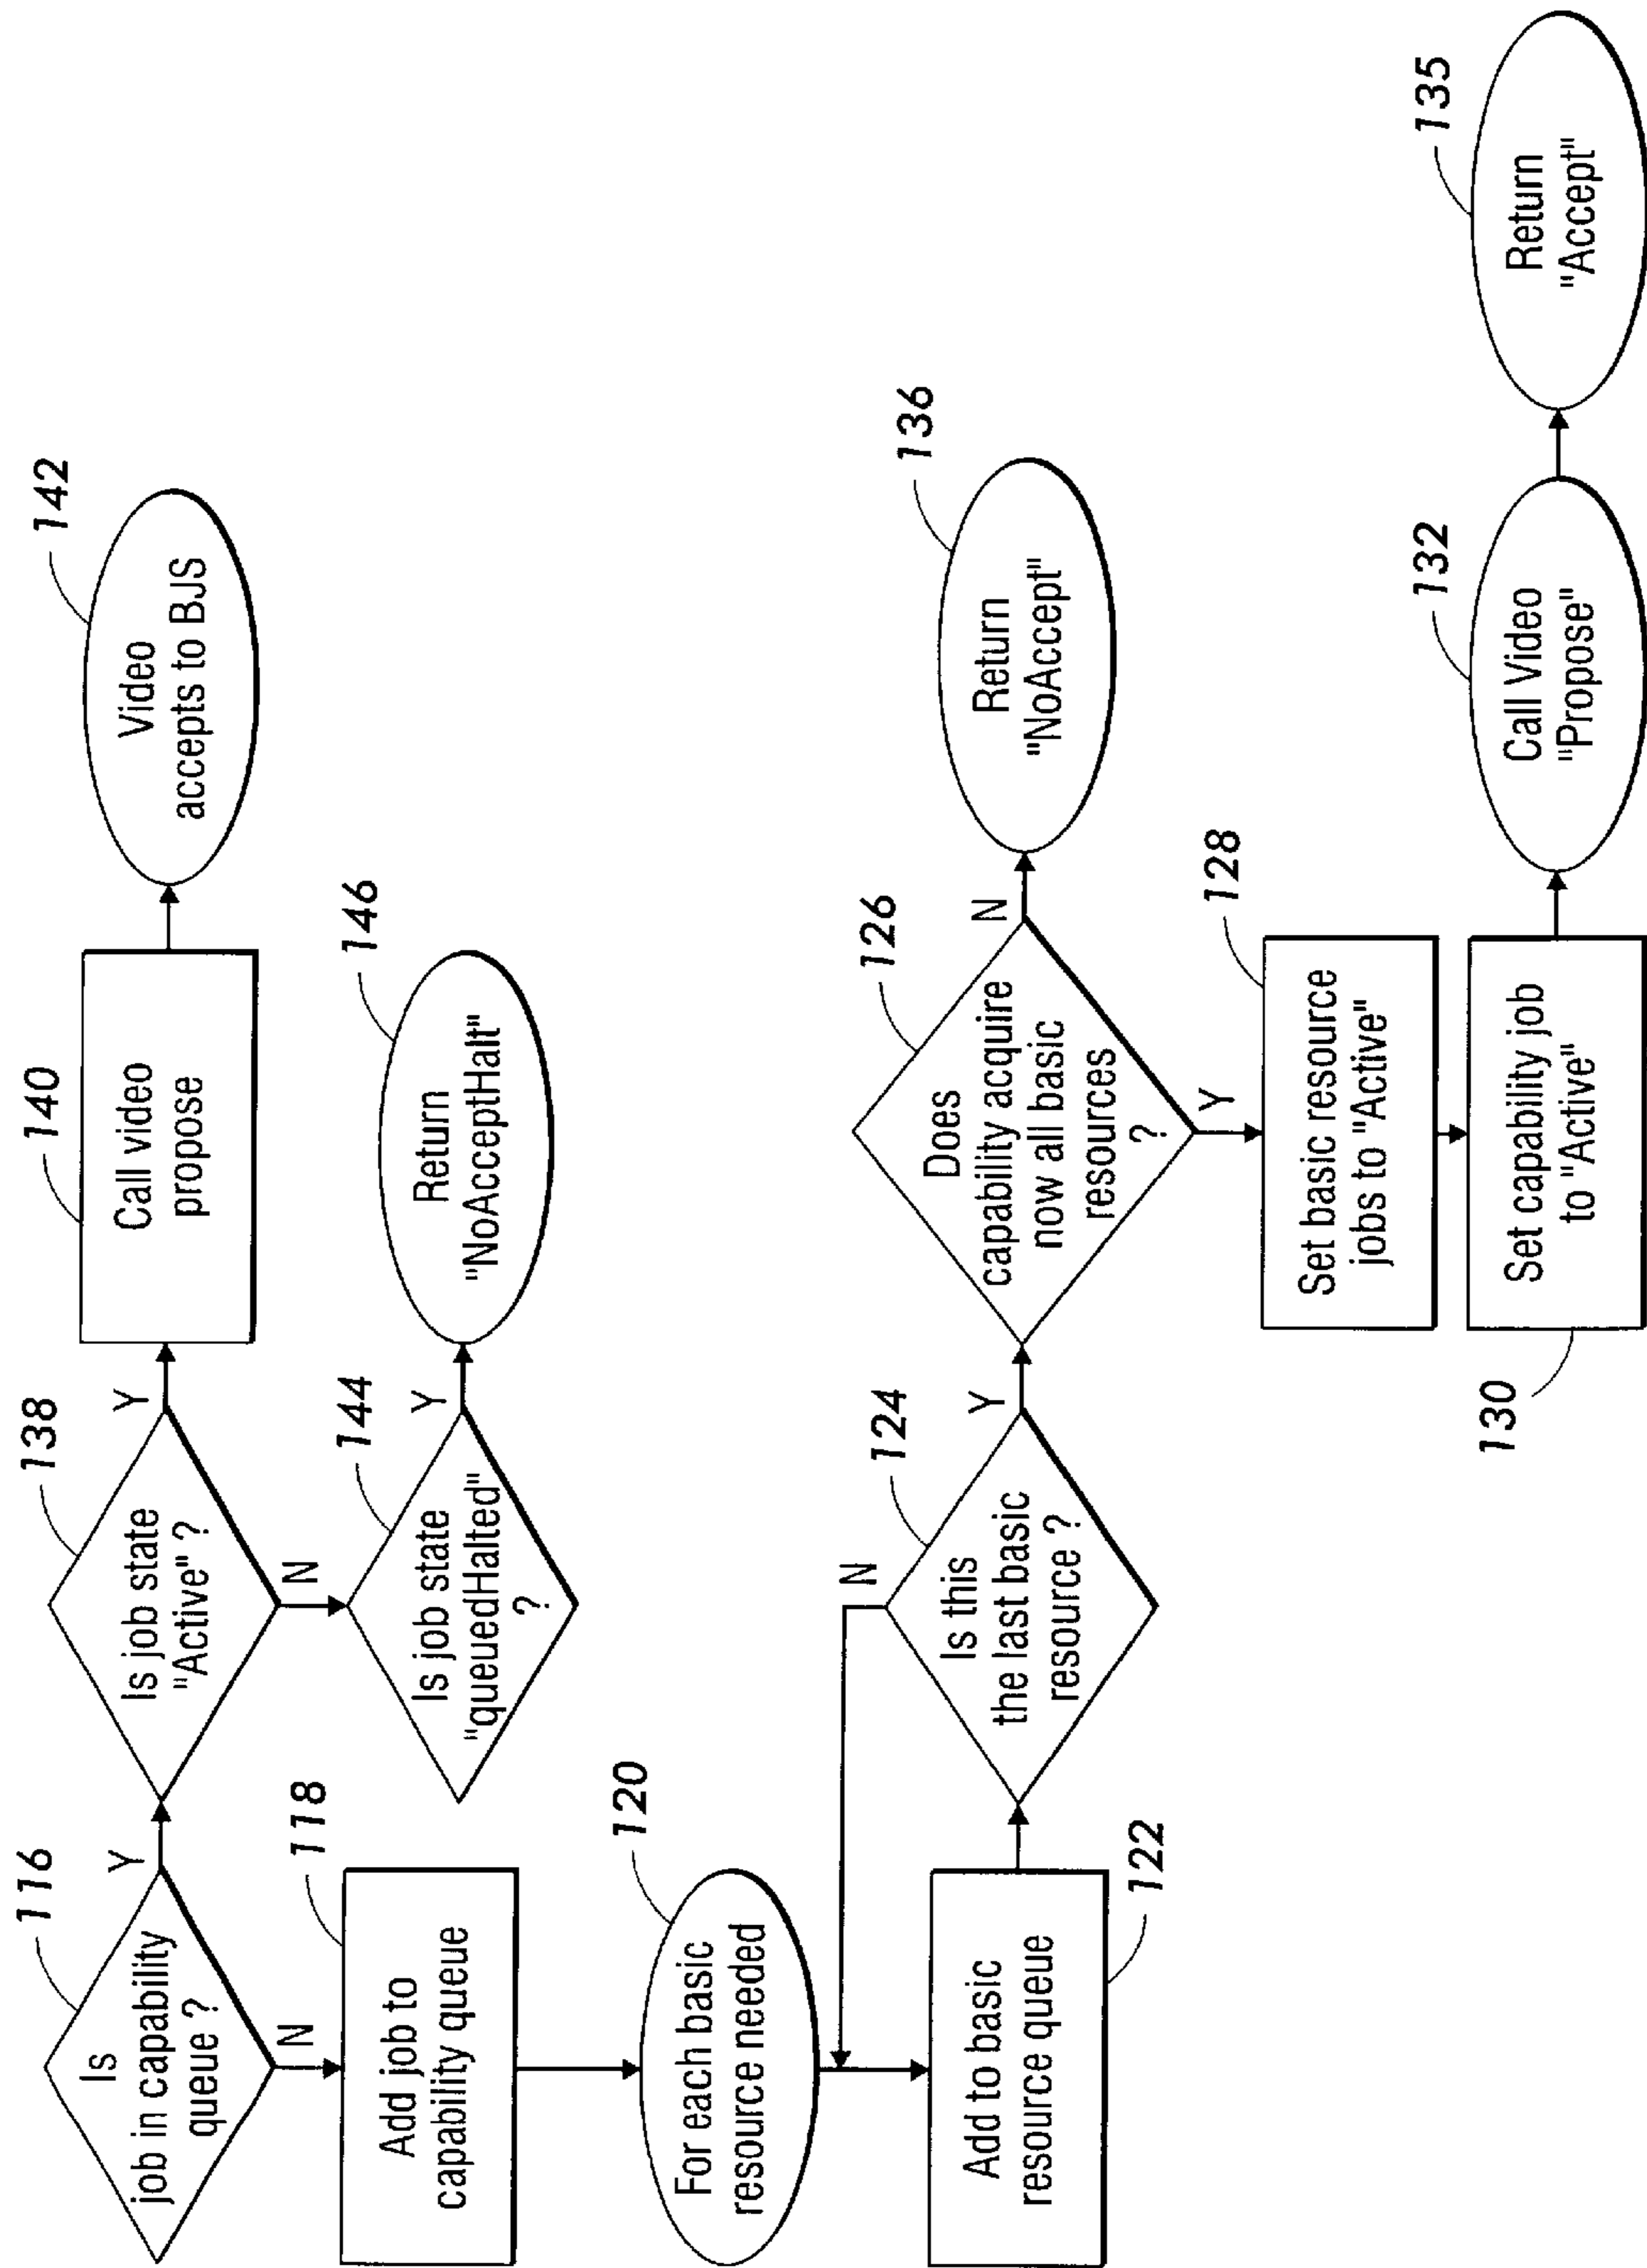 116
Is
job in capability
queue ?
Y
N
138
Is job state
"Active" ?
Y
N
140
Call video
propose
142
Video
accepts to BJS
144
Is job state
"queuedHalted"
?
Y
146
Return
"NoAcceptHalt"
118
Add job to
capability queue
120
For each basic
resource needed
122
Add to basic
resource queue
124
Is this
the last basic
resource ?
N
Y
126
Does
capability acquire
now all basic
resources
?
N
Y
136
Return
"NoAccept"
128
Set basic resource
jobs to "Active"
130
Set capability job
to "Active"
132
Call Video
"Propose"
135
Return
"Accept"